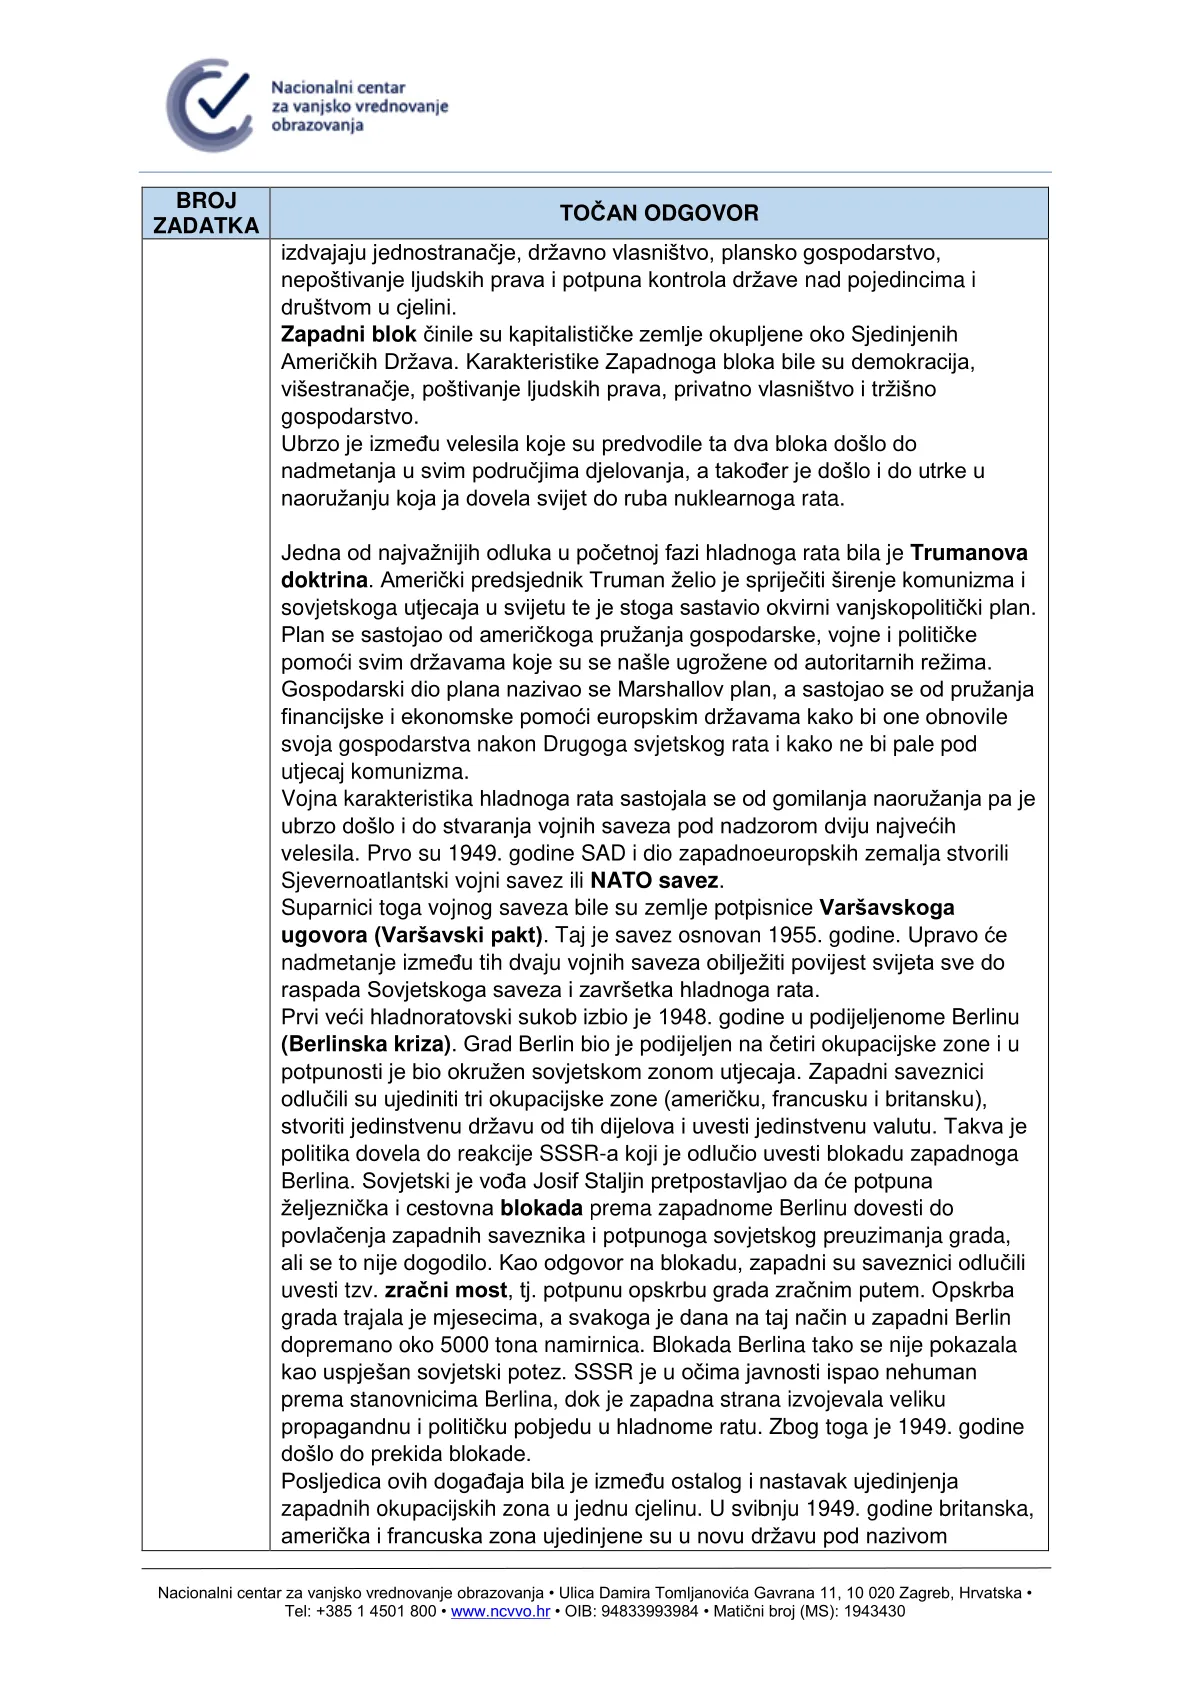 Nacionalni centar
za vanjsko vrednovanje
obrazovanja
BROJ
ZADATKA
TOČAN ODGOVOR
izdvajaju jednostranačje, državno vlasništvo, plansko gospodarstvo,
nepoštivanje ljudskih prava i potpuna kontrola države nad pojedincima i
društvom u cjelini.
Zapadni blok činile su kapitalističke zemlje okupljene oko Sjedinjenih
Američkih Država. Karakteristike Zapadnoga bloka bile su demokracija,
višestranačje, poštivanje ljudskih prava, privatno vlasništvo i tržišno
gospodarstvo.
Ubrzo je između velesila koje su predvodile ta dva bloka došlo do
nadmetanja u svim područjima djelovanja, a također je došlo i do utrke u
naoružanju koja ja dovela svijet do ruba nuklearnoga rata.
Jedna od najvažnijih odluka u početnoj fazi hladnoga rata bila je Trumanova
doktrina. Američki predsjednik Truman želio je spriječiti širenje komunizma i
sovjetskoga utjecaja u svijetu te je stoga sastavio okvirni vanjskopolitički plan.
Plan se sastojao od američkoga pružanja gospodarske, vojne i političke
pomoći svim državama koje su se našle ugrožene od autoritarnih režima.
Gospodarski dio plana nazivao se Marshallov plan, a sastojao se od pružanja
financijske i ekonomske pomoći europskim državama kako bi one obnovile
svoja gospodarstva nakon Drugoga svjetskog rata i kako ne bi pale pod
utjecaj komunizma.
Vojna karakteristika hladnoga rata sastojala se od gomilanja naoružanja pa je
ubrzo došlo i do stvaranja vojnih saveza pod nadzorom dviju najvećih
velesila. Prvo su 1949. godine SAD i dio zapadnoeuropskih zemalja stvorili
Sjevernoatlantski vojni savez ili NATO savez.
Suparnici toga vojnog saveza bile su zemlje potpisnice Varšavskoga
ugovora (Varšavski pakt). Taj je savez osnovan 1955. godine. Upravo će
nadmetanje između tih dvaju vojnih saveza obilježiti povijest svijeta sve do
raspada Sovjetskoga saveza i završetka hladnoga rata.
Prvi veći hladnoratovski sukob izbio je 1948. godine u podijeljenome Berlinu
(Berlinska kriza). Grad Berlin bio je podijeljen na četiri okupacijske zone i u
potpunosti je bio okružen sovjetskom zonom utjecaja. Zapadni saveznici
odlučili su ujediniti tri okupacijske zone (američku, francusku i britansku),
stvoriti jedinstvenu državu od tih dijelova i uvesti jedinstvenu valutu. Takva je
politika dovela do reakcije SSSR-a koji je odlučio uvesti blokadu zapadnoga
Berlina. Sovjetski je vođa Josif Staljin pretpostavljao da će potpuna
željeznička i cestovna blokada prema zapadnome Berlinu dovesti do
povlačenja zapadnih saveznika i potpunoga sovjetskog preuzimanja grada,
ali se to nije dogodilo. Kao odgovor na blokadu, zapadni su saveznici odlučili
uvesti tzv. zračni most, tj. potpunu opskrbu grada zračnim putem. Opskrba
grada trajala je mjesecima, a svakoga je dana na taj način u zapadni Berlin
dopremano oko 5000 tona namirnica. Blokada Berlina tako se nije pokazala
kao uspješan sovjetski potez. SSSR je u očima javnosti ispao nehuman
prema stanovnicima Berlina, dok je zapadna strana izvojevala veliku
propagandnu i političku pobjedu u hladnome ratu. Zbog toga je 1949. godine
došlo do prekida blokade.
Posljedica ovih događaja bila je između ostalog i nastavak ujedinjenja
zapadnih okupacijskih zona u jednu cjelinu. U svibnju 1949. godine britanska,
američka i francuska zona ujedinjene su u novu državu pod nazivom
Nacionalni centar za vanjsko vrednovanje obrazovanja • Ulica Damira Tomljanovića Gavrana 11, 10 020 Zagreb, Hrvatska •
Tel: +385 1 4501 800 • www.ncvvo.hr • OIB: 94833993984 • Matični broj (MS): 1943430